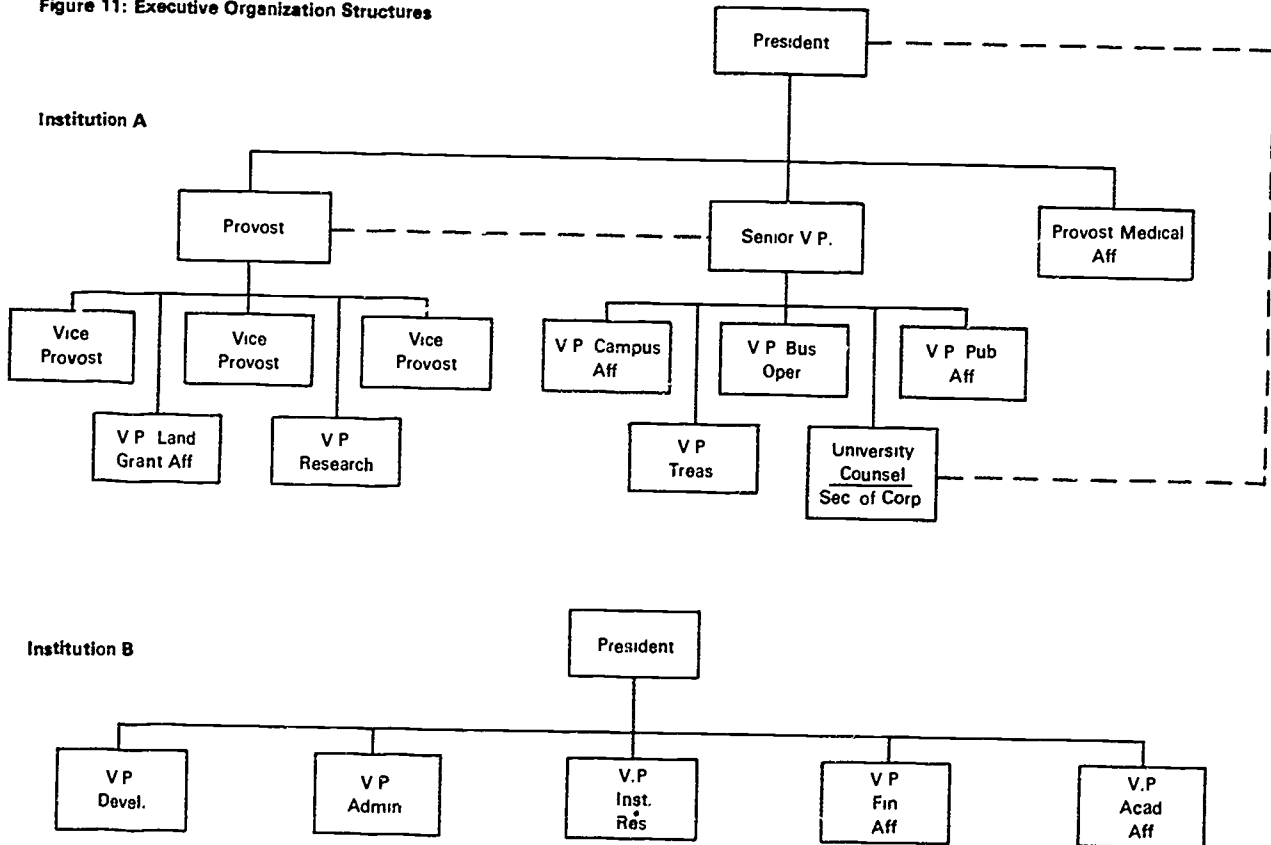 Figure 11: Executive Organization Structures
President
Institution A
Provost
Senior V P.
Provost Medical
Aff
Vice
Provost
Vice
Provost
Vice
Provost
V P Campus
Aff
V P Bus
Oper
V P Pub
Aff
V P Land
Grant Aff
V P
Research
V P
Treas
University
Counsel
Sec of Corp
Institution B
President
V P
Devel.
V P
Admin
V.P
Inst.
Res
V P
Fin
Aff
V.P
Acad
Aff